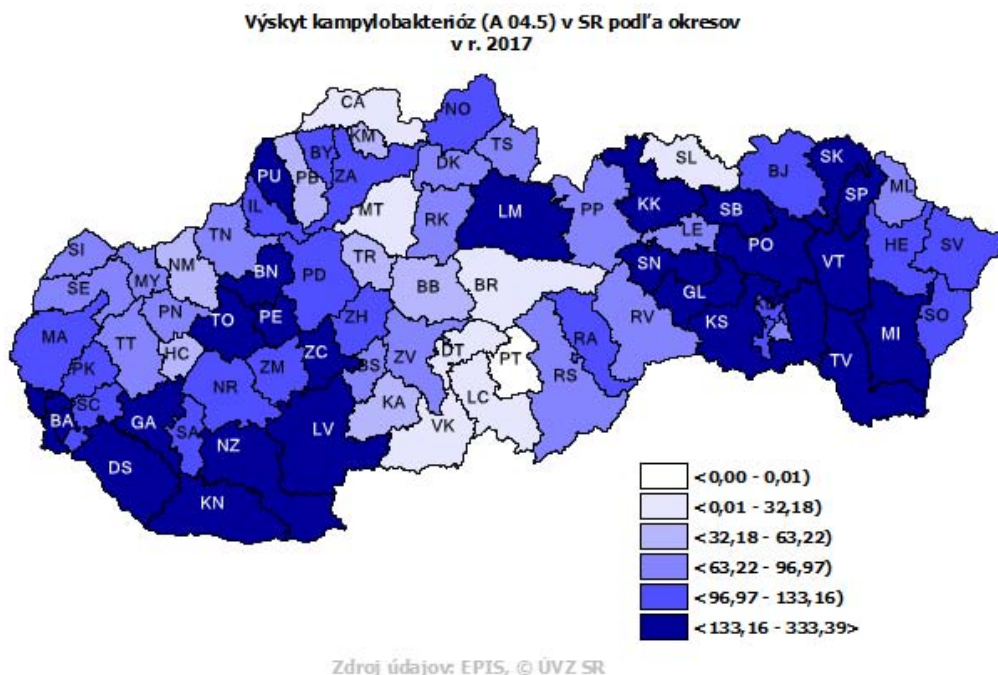 Výskyt kampylobakterióz (A 04.5) v SR podľa okresov
v r. 2017
CA
NO
KM
TS
BY
PU
PB
ZA
DK
SL
SK
BJ
ML
IL
MT
RK
LM
PP
KK
SB
SP
TN
LE
HE
SV
SI
NM
BN
PD
TR
BB
BR
SN
PO
VT
SE
MY
PN
TO
PE
ZH
GL
KS
SO
MA
TT
HC
ZC
BS
ZV
DT
PT
RA
RV
MI
PK
NR
ZM
KA
LC
RS
TV
BA
SC
GA
SA
NZ
LV
VK
DS
KN
<0,00 - 0,01)
<0,01 - 32,18)
<32,18 - 63,22)
<63,22 - 96,97)
<96,97 - 133,16)
<133,16 - 333,39>
Zdroj údajov: EPIS, © ÚVZ SR